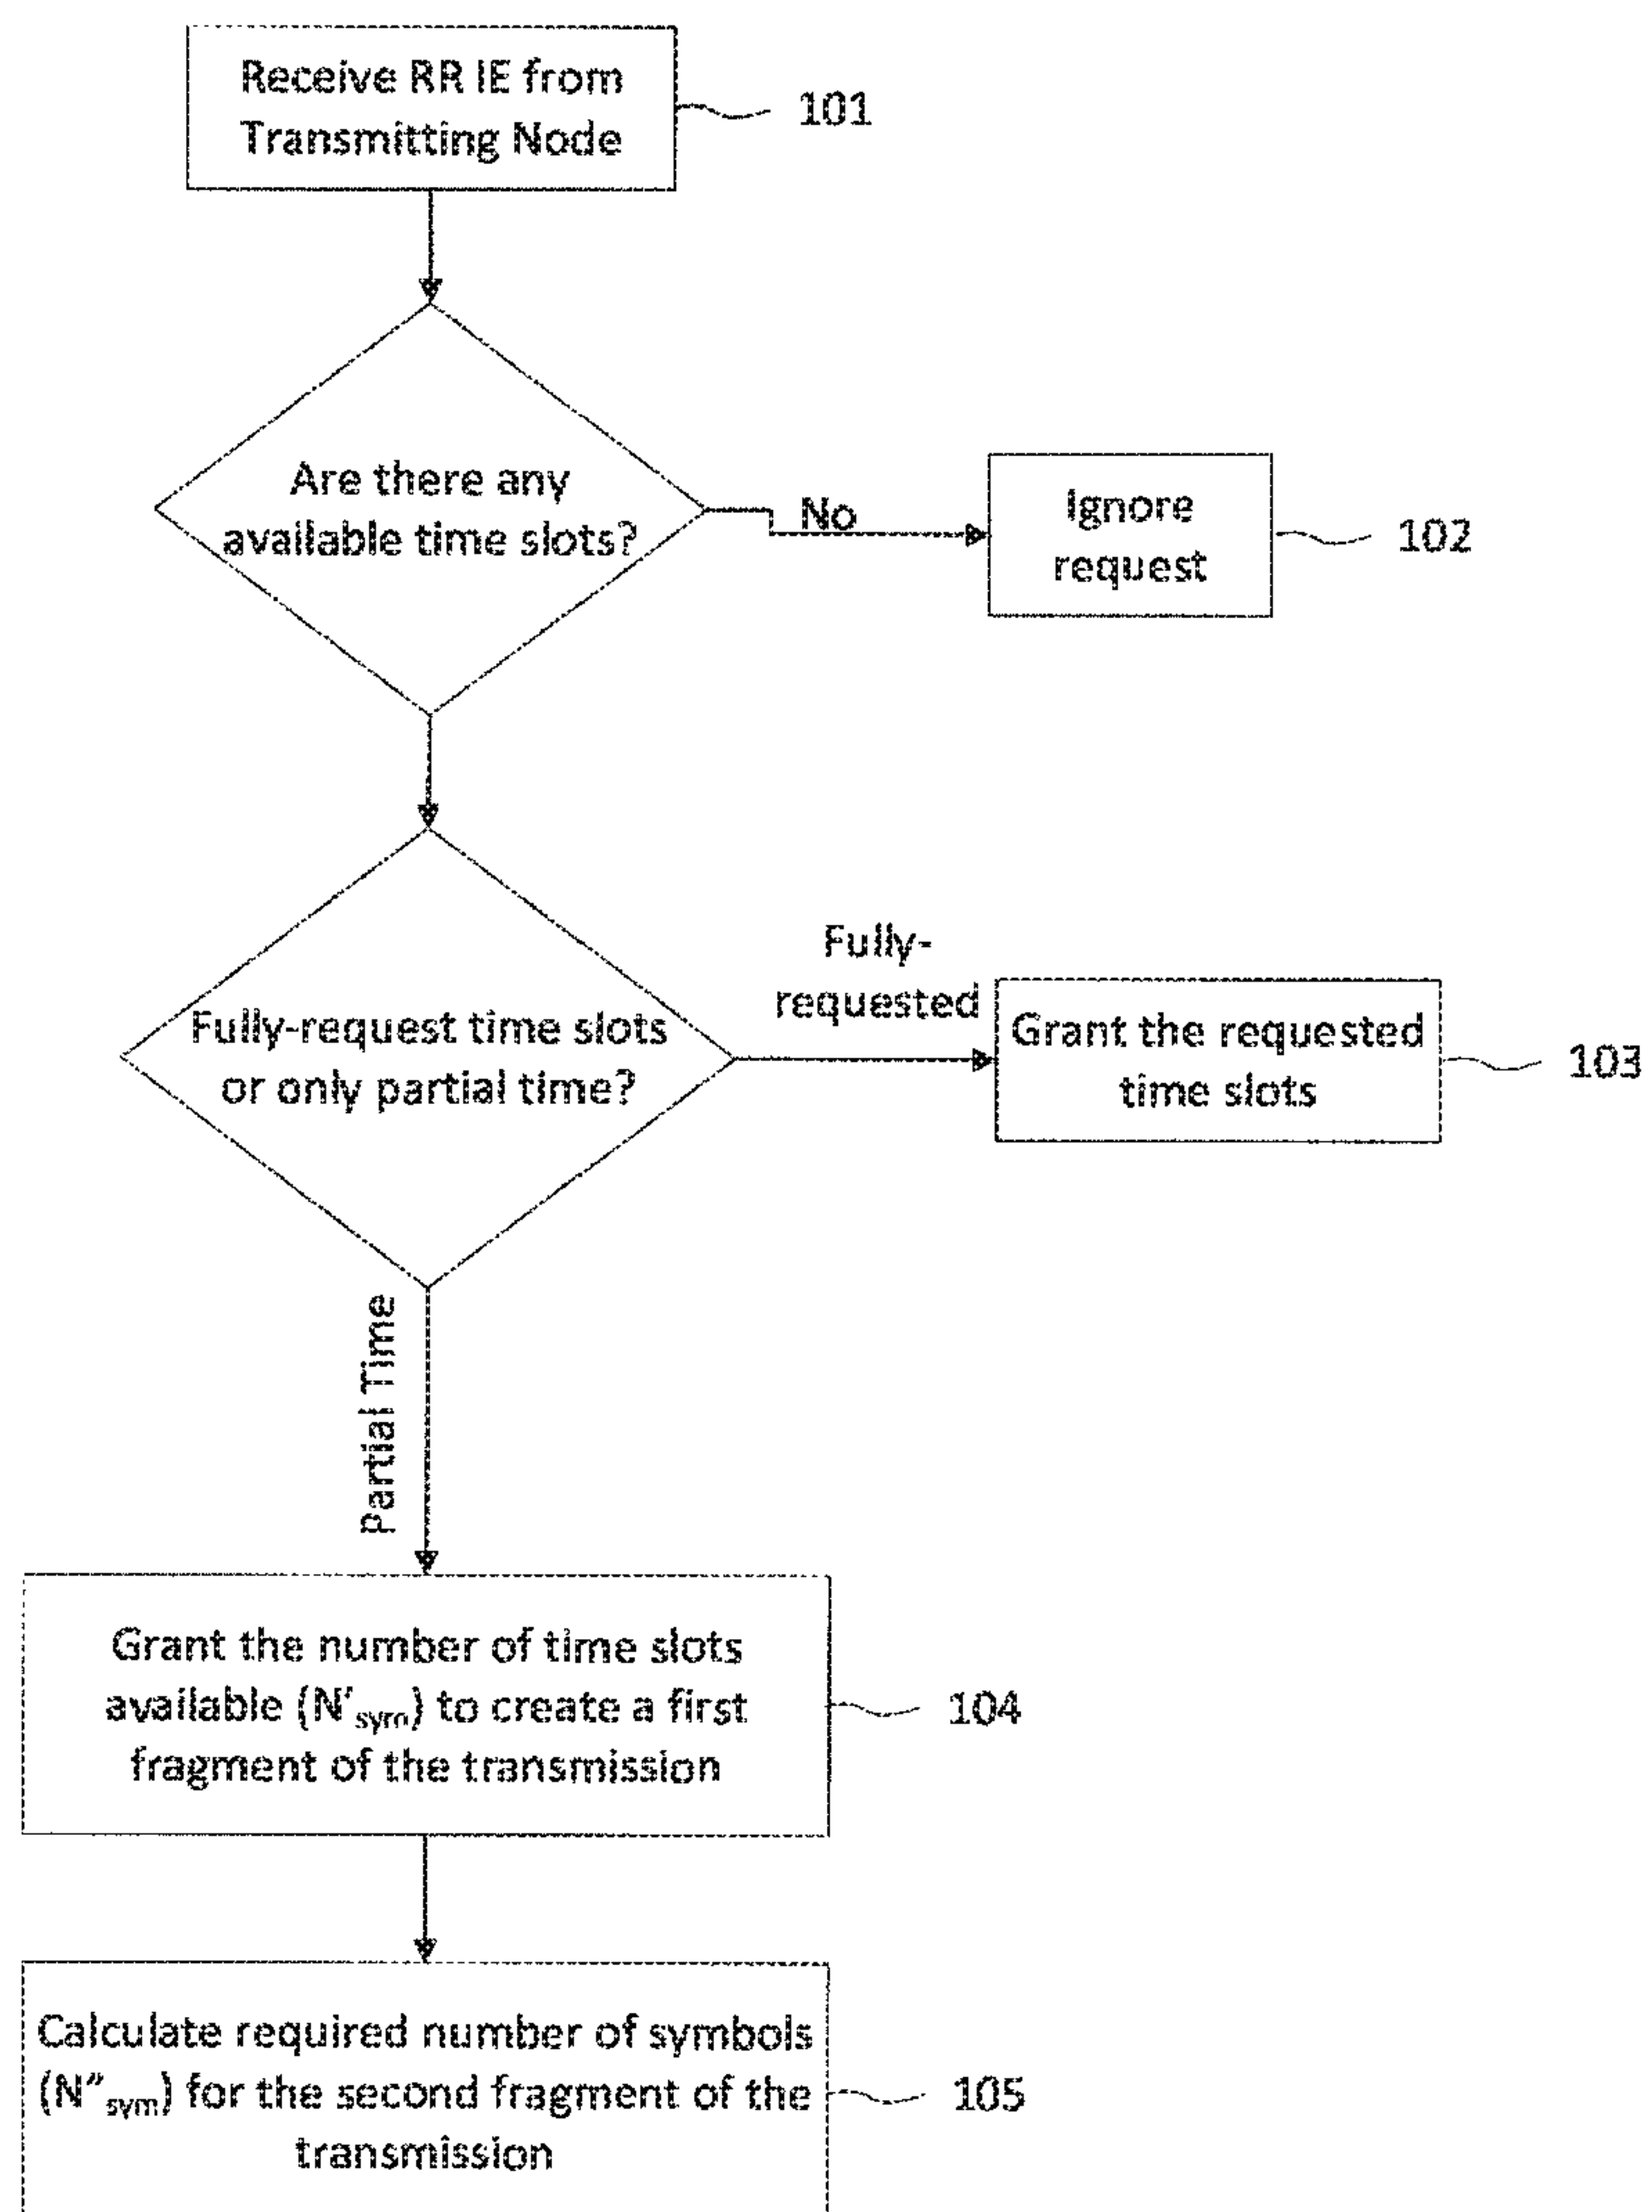 Receive RR IE from
Transmitting Node
101
Are there any
available time slots?
No
Ignore
request
102
Fully-
requested
Fully-request time slots
or only partial time?
Grant the requested
time slots
103
Partial Time
Grant the number of time slots
available (N'sym) to create a first
fragment of the transmission
104
Calculate required number of symbols
(N"sym) for the second fragment of the
transmission
105